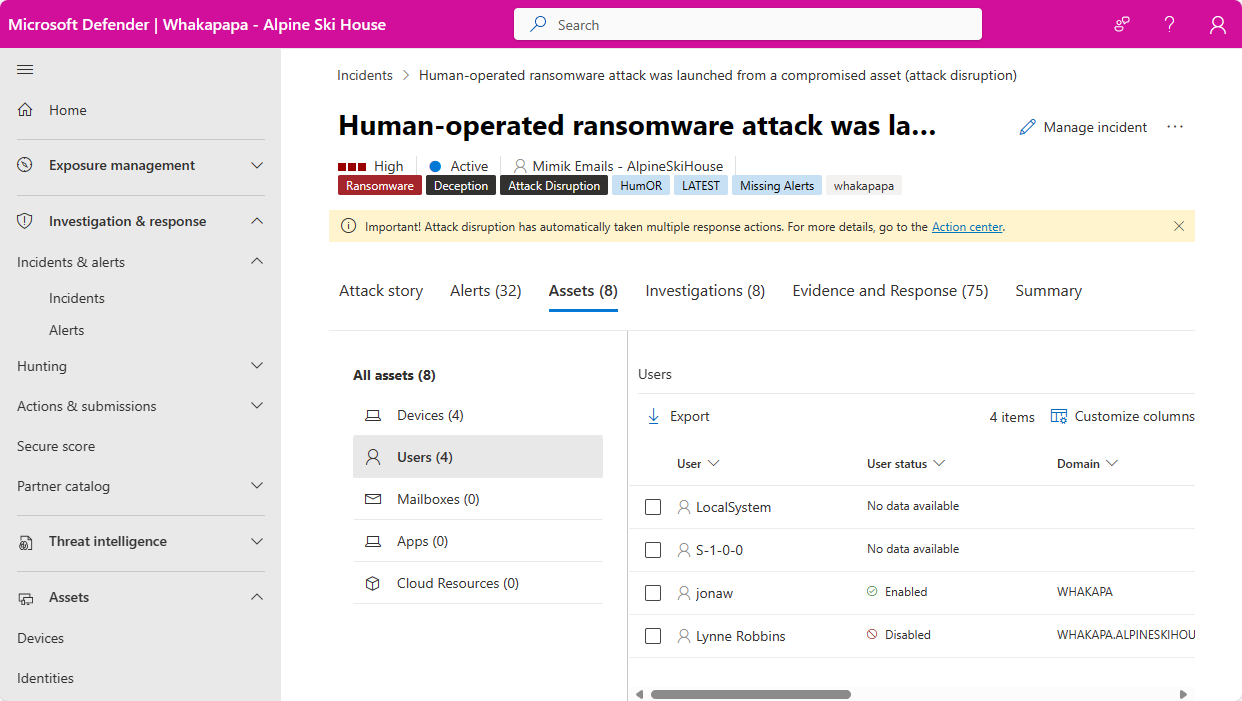 Microsoft Defender | Whakapapa - Alpine Ski House
Search
Home
Exposure management
Investigation & response
Incidents & alerts
Incidents
Alerts
Hunting
Actions & submissions
Secure score
Partner catalog
Threat intelligence
Assets
Devices
Identities
Incidents > Human-operated ransomware attack was launched from a compromised asset (attack disruption)
Human-operated ransomware attack was la...
Manage incident ...
High Active Mimik Emails - AlpineSkiHouse
Ransomware Deception Attack Disruption HumOR LATEST Missing Alerts whakapapa
Important! Attack disruption has automatically taken multiple response actions. For more details, go to the Action center.
Attack story Alerts (32) Assets (8) Investigations (8) Evidence and Response (75) Summary
All assets (8)
Devices (4)
Users (4)
Mailboxes (0)
Apps (0)
Cloud Resources (0)
Users
Export 4 items Customize columns
User User status Domain
LocalSystem No data available
S-1-0-0 No data available
jonaw Enabled WHAKAPA
Lynne Robbins Disabled WHAKAPA.ALPINESKIHOU